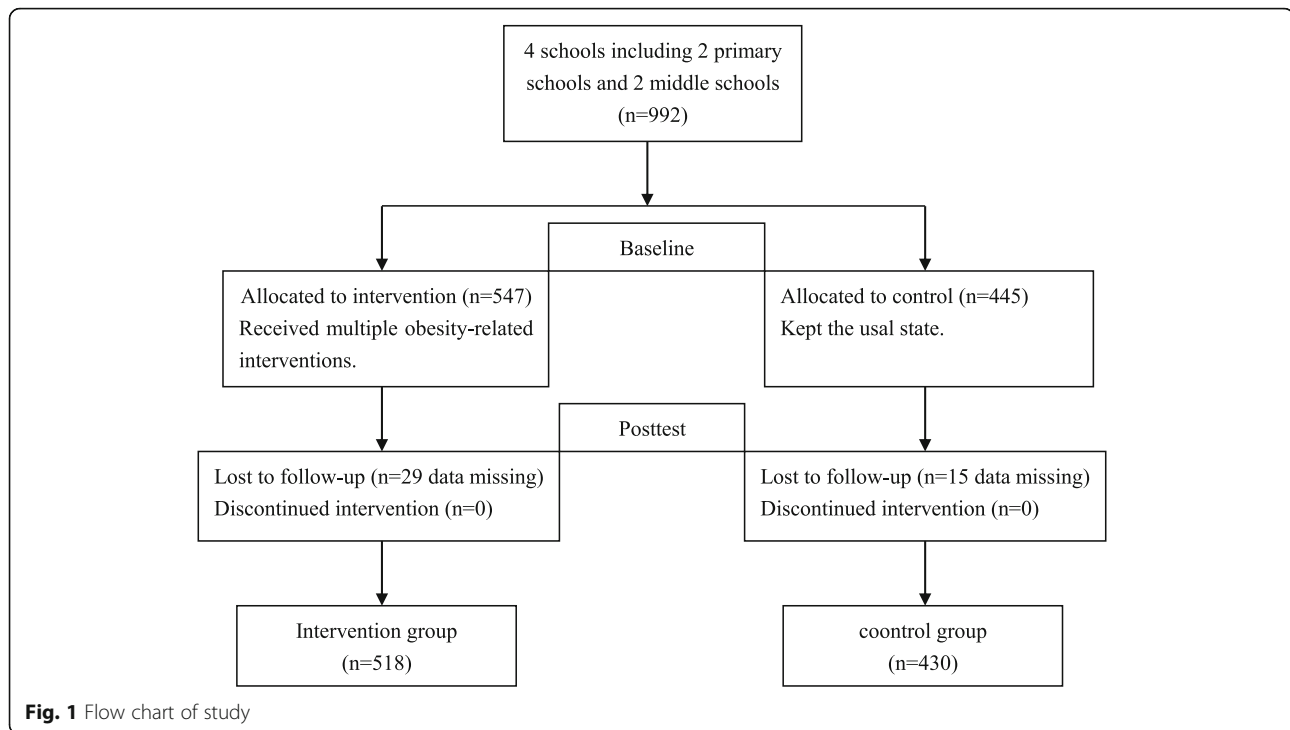 4 schools including 2 primary
schools and 2 middle schools
(n=992)
Baseline
Allocated to intervention (n=547)
Received multiple obesity-related
interventions.
Allocated to control (n=445)
Kept the usal state.
Posttest
Lost to follow-up (n=29 data missing)
Discontinued intervention (n=0)
Lost to follow-up (n=15 data missing)
Discontinued intervention (n=0)
Intervention group
(n=518)
coontrol group
(n=430)
Fig. 1 Flow chart of study